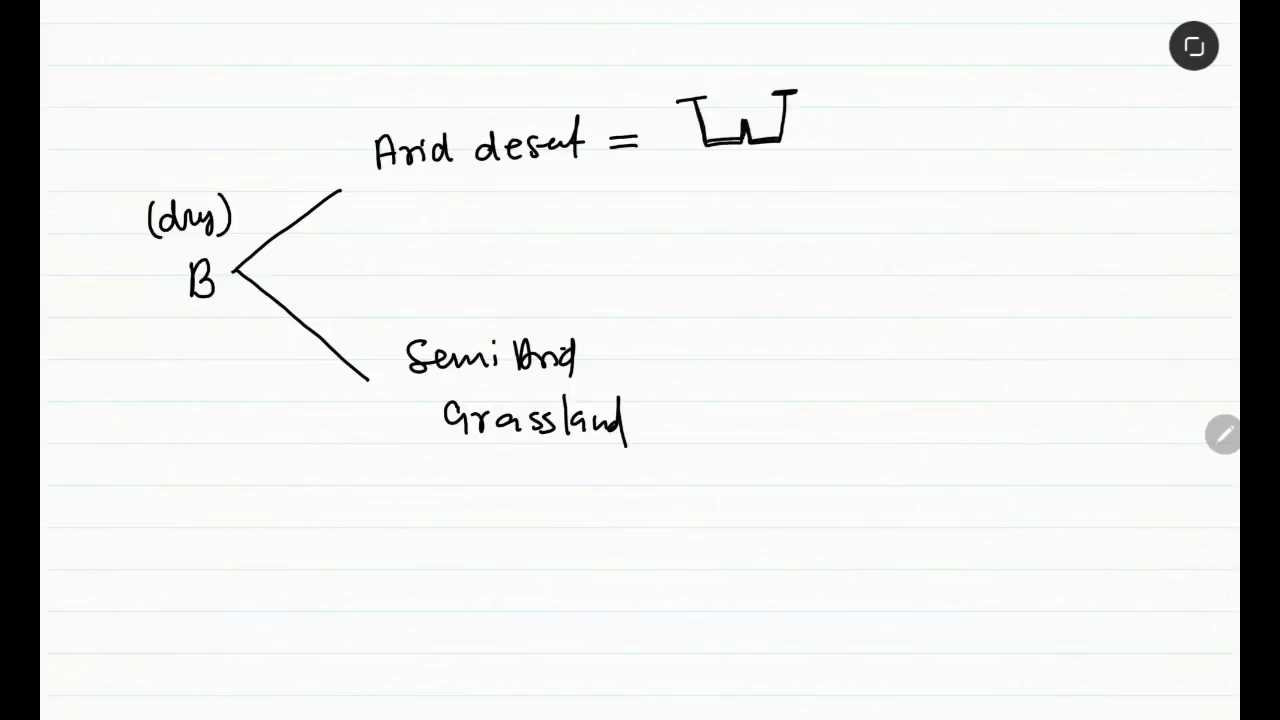 Arid desert = W
(dry)
B
Semi Arid
Grassland